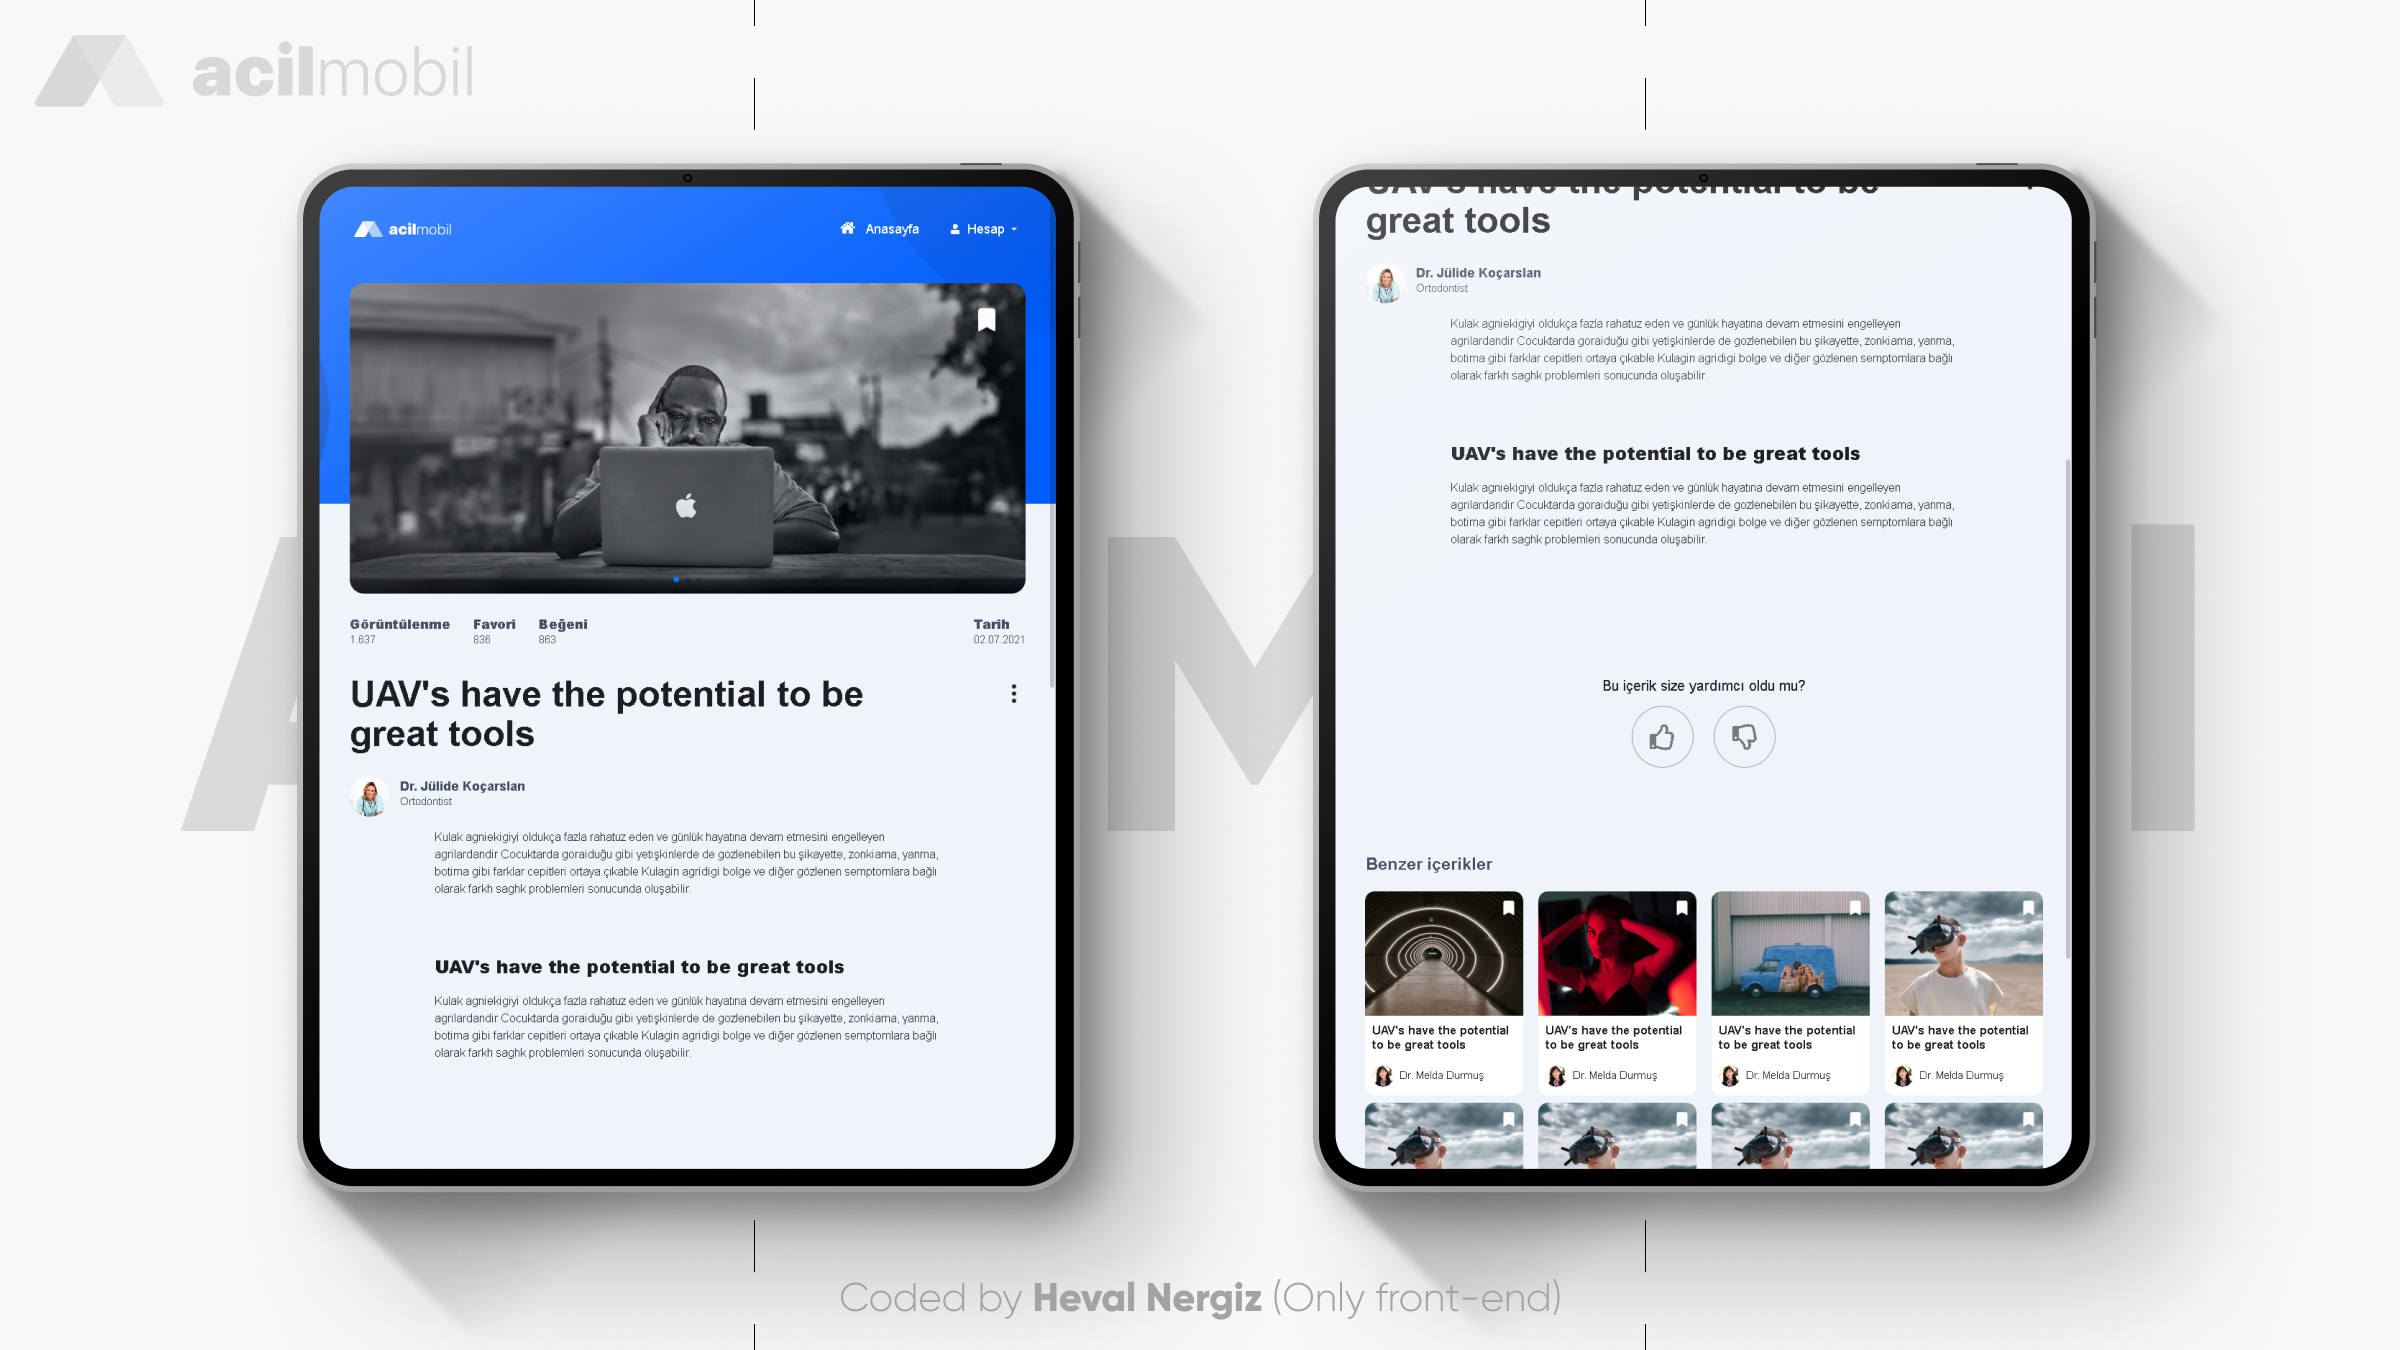 acilmobil
acilmobil
Anasayfa
Hesap
Görüntülenme
1.637
Favori
836
Beğeni
863
Tarih
02.07.2021
UAV's have the potential to be
great tools
Dr. Jülide Koçarslan
Ortodontist
Kulak agniekigiyi oldukça fazla rahatuz eden ve günlük hayatına devam etmesini engelleyen
agrilardandir Cocuktarda goraiduğu gibi yetişkinlerde de gozlenebilen bu şikayette, zonkiama, yanma,
botima gibi farklar cepitleri ortaya çıkable Kulagin agridigi bolge ve diğer gözlenen semptomlara bağlı
olarak farkh saghk problemleri sonucunda oluşabilir.
UAV's have the potential to be great tools
Kulak agniekigiyi oldukça fazla rahatuz eden ve günlük hayatına devam etmesini engelleyen
agrilardandir Cocuktarda goraiduğu gibi yetişkinlerde de gozlenebilen bu şikayette, zonkiama, yanma,
botima gibi farklar cepitleri ortaya çıkable Kulagin agridigi bolge ve diğer gözlenen semptomlara bağlı
olarak farkh saghk problemleri sonucunda oluşabilir.
UAV's have the potential to be
great tools
Dr. Jülide Koçarslan
Ortodontist
Kulak agniekigiyi oldukça fazla rahatuz eden ve günlük hayatına devam etmesini engelleyen
agrilardandir Cocuktarda goraiduğu gibi yetişkinlerde de gozlenebilen bu şikayette, zonkiama, yanma,
botima gibi farklar cepitleri ortaya çıkable Kulagin agridigi bolge ve diğer gözlenen semptomlara bağlı
olarak farkh saghk problemleri sonucunda oluşabilir.
UAV's have the potential to be great tools
Kulak agniekigiyi oldukça fazla rahatuz eden ve günlük hayatına devam etmesini engelleyen
agrilardandir Cocuktarda goraiduğu gibi yetişkinlerde de gozlenebilen bu şikayette, zonkiama, yanma,
botima gibi farklar cepitleri ortaya çıkable Kulagin agridigi bolge ve diğer gözlenen semptomlara bağlı
olarak farkh saghk problemleri sonucunda oluşabilir.
Bu içerik size yardımcı oldu mu?
Benzer içerikler
UAV's have the potential
to be great tools
Dr. Melda Durmuş
UAV's have the potential
to be great tools
Dr. Melda Durmuş
UAV's have the potential
to be great tools
Dr. Melda Durmuş
UAV's have the potential
to be great tools
Dr. Melda Durmuş
Coded by Heval Nergiz (Only front-end)